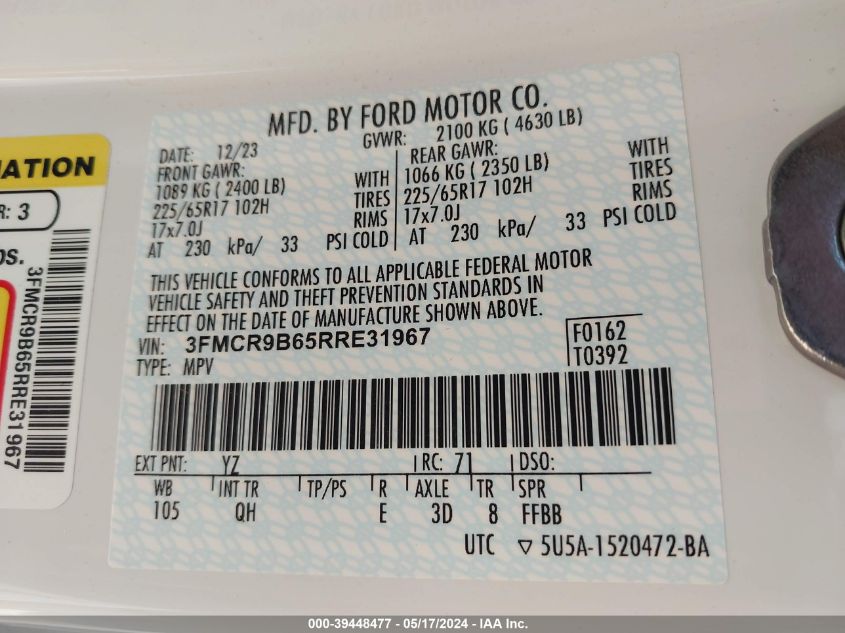 MFD. BY FORD MOTOR CO.
DATE: 12/23
GVWR: 2100 KG ( 4630 LB)
FRONT GAWR:
1089 KG ( 2400 LB)
WITH
225/65R17 102H
TIRES
17x7.0J
RIMS
AT 230 kPa/ 33 PSI COLD
REAR GAWR:
1066 KG ( 2350 LB)
WITH
225/65R17 102H
TIRES
17x7.0J
RIMS
AT 230 kPa/ 33 PSI COLD
THIS VEHICLE CONFORMS TO ALL APPLICABLE FEDERAL MOTOR
VEHICLE SAFETY AND THEFT PREVENTION STANDARDS IN
EFFECT ON THE DATE OF MANUFACTURE SHOWN ABOVE.
VIN: 3FMCR9B65RRE31967
F0162
TYPE: MPV
T0392
EXT PNT: YZ RC: 71 DSO:
WB INT TR TP/PS R AXLE TR SPR
105 QH E 3D 8 FFBB
UTC ▽ 5U5A-1520472-BA
MATION
R: 3
OS.
3FMCR9B65RRE31967
000-39448477 - 05/17/2024 - IAA Inc.